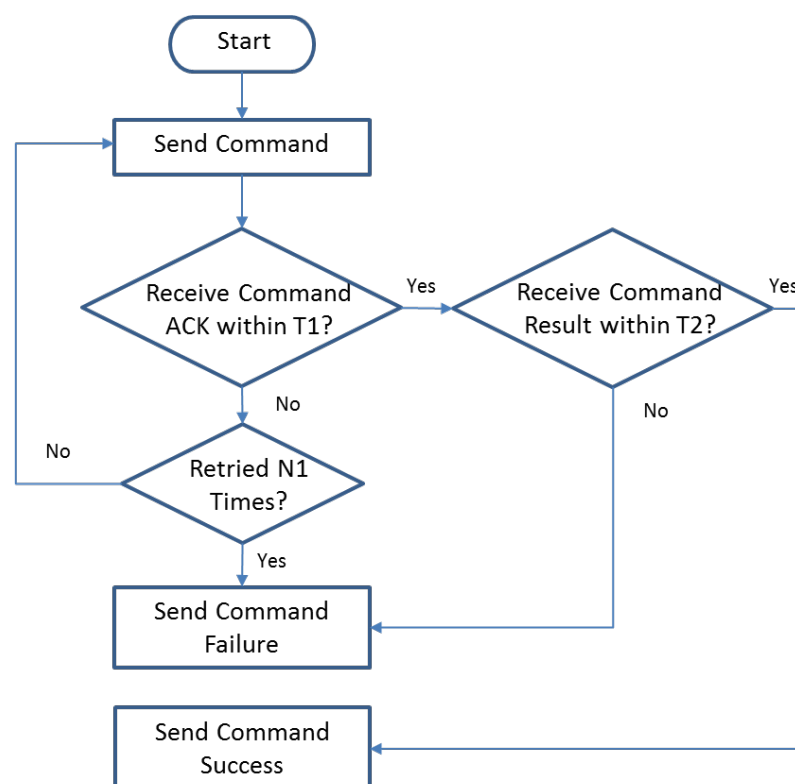 Start
Send Command
Receive Command
ACK within T1?
Yes
Receive Command
Result within T2?
Yes
No
No
No
Retried N1
Times?
Yes
Send Command
Failure
Send Command
Success